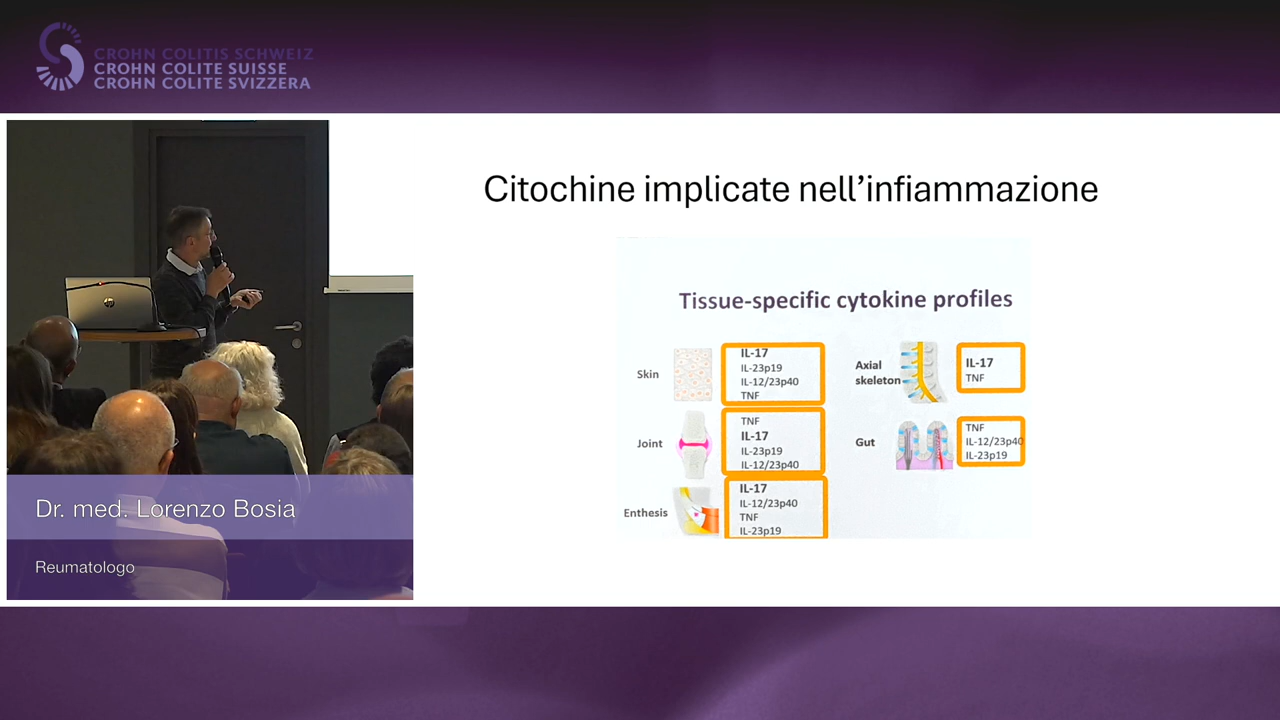 CROHN COLITIS SCHWEIZ
CROHN COLITE SUISSE
CROHN COLITE SVIZZERA
Citochine implicate nell’infiammazione
Tissue-specific cytokine profiles
Skin
IL-17
IL-23p19
IL-12/23p40
TNF
Joint
TNF
IL-17
IL-23p19
IL-12/23p40
Enthesis
IL-17
IL-12/23p40
TNF
IL-23p19
Axial
skeleton
IL-17
TNF
Gut
TNF
IL-12/23p40
IL-23p19
Dr. med. Lorenzo Bosia
Reumatologo